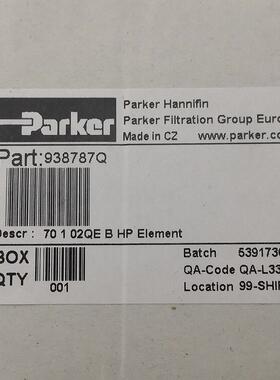 Parker
Parker Hannifin
Parker Filtration Group Euro
Made in CZ
www.parker.co
Part: 938787Q
Descr : 70 1 02QE B HP Element
BOX
QTY
001
Batch 5391730
QA-Code QA-L33
Location 99-SHIP